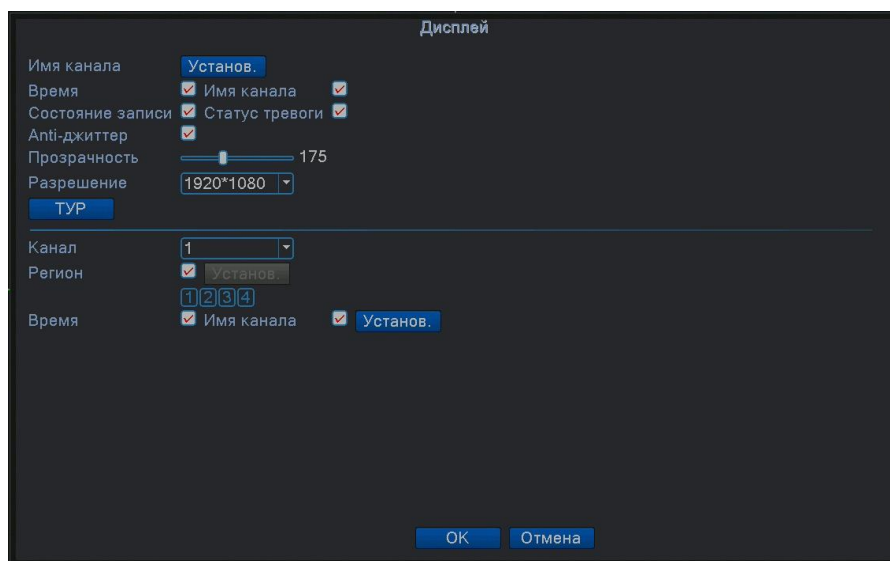 Дисплей
Имя канала Установ.
Время Имя канала
Состояние записи Статус тревоги
Anti-джиттер
Прозрачность 175
Разрешение 1920*1080
ТУР
Канал 1
Регион Установ.
1 2 3 4
Время Имя канала Установ.
OK Отмена